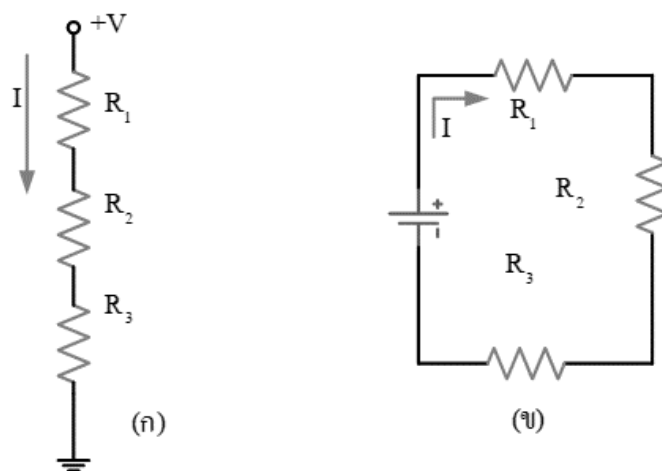 +V
I
R₁
R₂
R₃
(ก)
I
R₁
R₂
R₃
+
(ข)